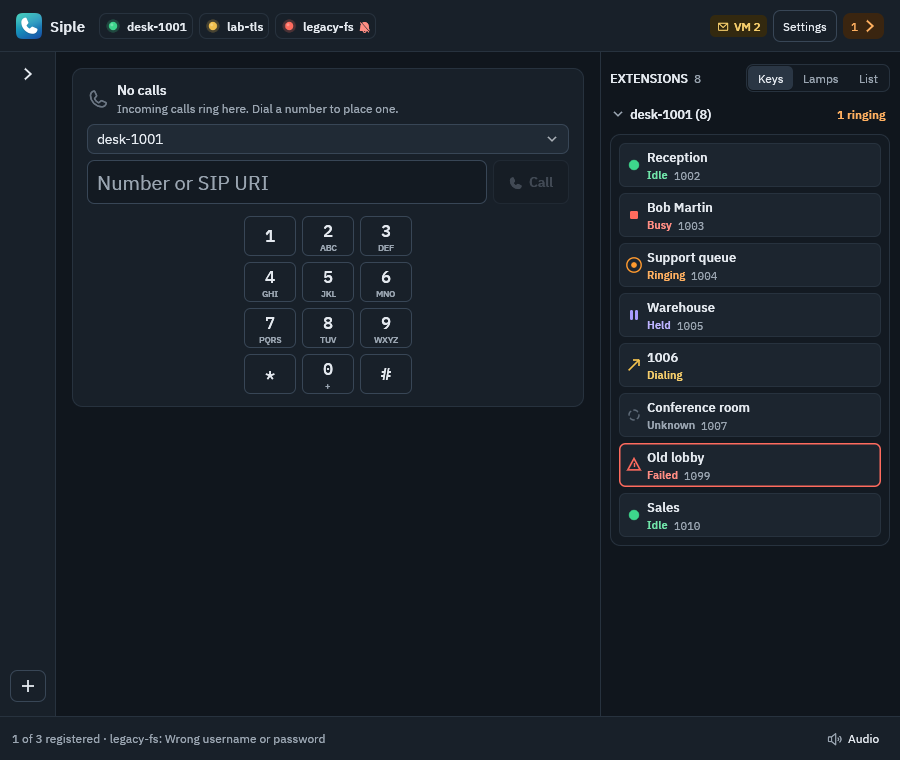 Siple desk-1001 lab-tls legacy-fs VM 2 Settings 1
No calls
Incoming calls ring here. Dial a number to place one.
desk-1001
Number or SIP URI Call
1 2 ABC 3 DEF
4 GHI 5 JKL 6 MNO
7 PQRS 8 TUV 9 WXYZ
* 0 + #
EXTENSIONS 8 Keys Lamps List
desk-1001 (8) 1 ringing
Reception
Idle 1002
Bob Martin
Busy 1003
Support queue
Ringing 1004
Warehouse
Held 1005
1006
Dialing
Conference room
Unknown 1007
Old lobby
Failed 1099
Sales
Idle 1010
1 of 3 registered · legacy-fs: Wrong username or password Audio